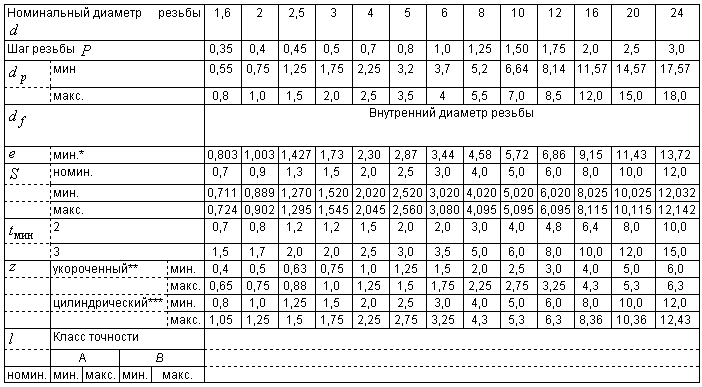 Номинальный диаметр резьбы d 1,6 2 2,5 3 4 5 6 8 10 12 16 20 24
Шаг резьбы P 0,35 0,4 0,45 0,5 0,7 0,8 1,0 1,25 1,50 1,75 2,0 2,5 3,0
d p мин 0,55 0,75 1,25 1,75 2,25 3,2 3,7 5,2 6,64 8,14 11,57 14,57 17,57
макс. 0,8 1,0 1,5 2,0 2,5 3,5 4 5,5 7,0 8,5 12,0 15,0 18,0
d f Внутренний диаметр резьбы
e мин.* 0,803 1,003 1,427 1,73 2,30 2,87 3,44 4,58 5,72 6,86 9,15 11,43 13,72
S номин. 0,7 0,9 1,3 1,5 2,0 2,5 3,0 4,0 5,0 6,0 8,0 10,0 12,0
мин. 0,711 0,889 1,270 1,520 2,020 2,520 3,020 4,020 5,020 6,020 8,025 10,025 12,032
макс. 0,724 0,902 1,295 1,545 2,045 2,560 3,080 4,095 5,095 6,095 8,115 10,115 12,142
t мин 2 0,7 0,8 1,2 1,2 1,5 2,0 2,0 3,0 4,0 4,8 6,4 8,0 10,0
3 1,5 1,7 2,0 2,0 2,5 3,0 3,5 5,0 6,0 8,0 10,0 12,0 15,0
z укороченный** мин. 0,4 0,5 0,63 0,75 1,0 1,25 1,5 2,0 2,5 3,0 4,0 5,0 6,0
макс. 0,65 0,75 0,88 1,0 1,25 1,5 1,75 2,25 2,75 3,25 4,3 5,3 6,3
цилиндрический*** мин. 0,8 1,0 1,25 1,5 2,0 2,5 3,0 4,0 5,0 6,0 8,0 10,0 12,0
макс. 1,05 1,25 1,5 1,75 2,25 2,75 3,25 4,3 5,3 6,3 8,36 10,36 12,43
l Класс точности
A B
номин. мин. макс. мин. макс.